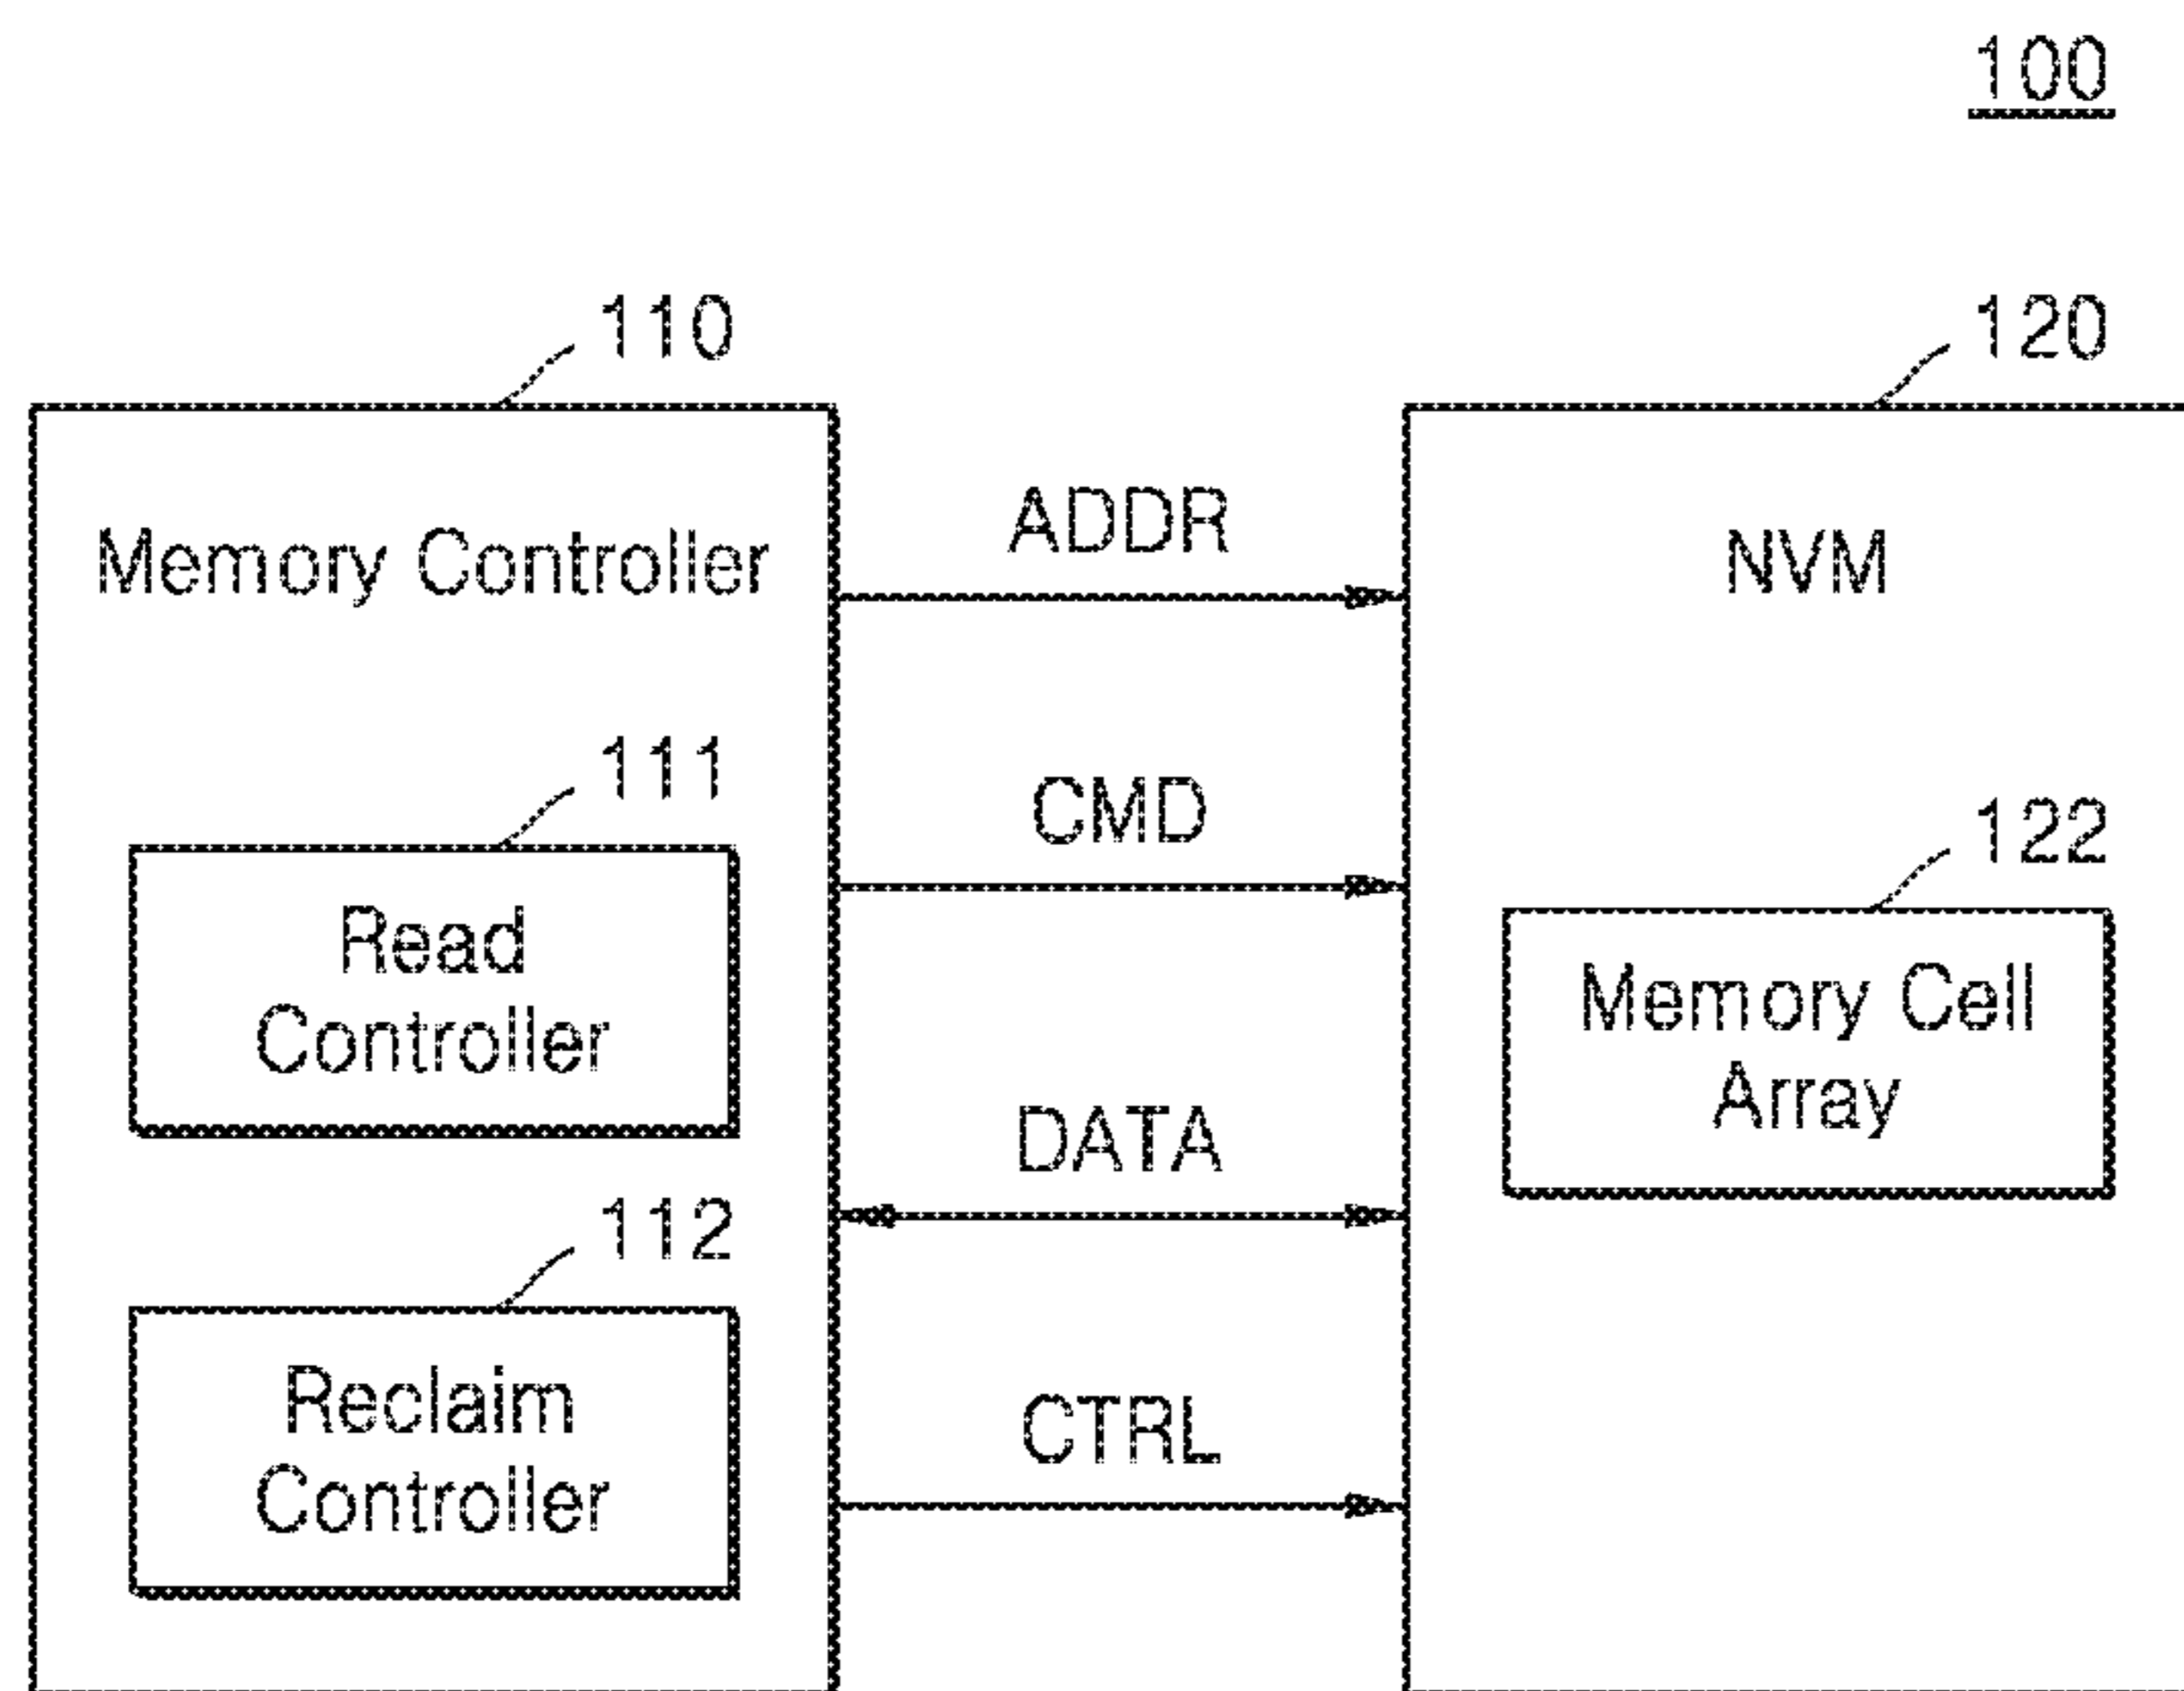 100
110
120
Memory Controller
ADDR
NVM
111
CMD
122
Read
Controller
Memory Cell
Array
DATA
112
Reclaim
Controller
CTRL